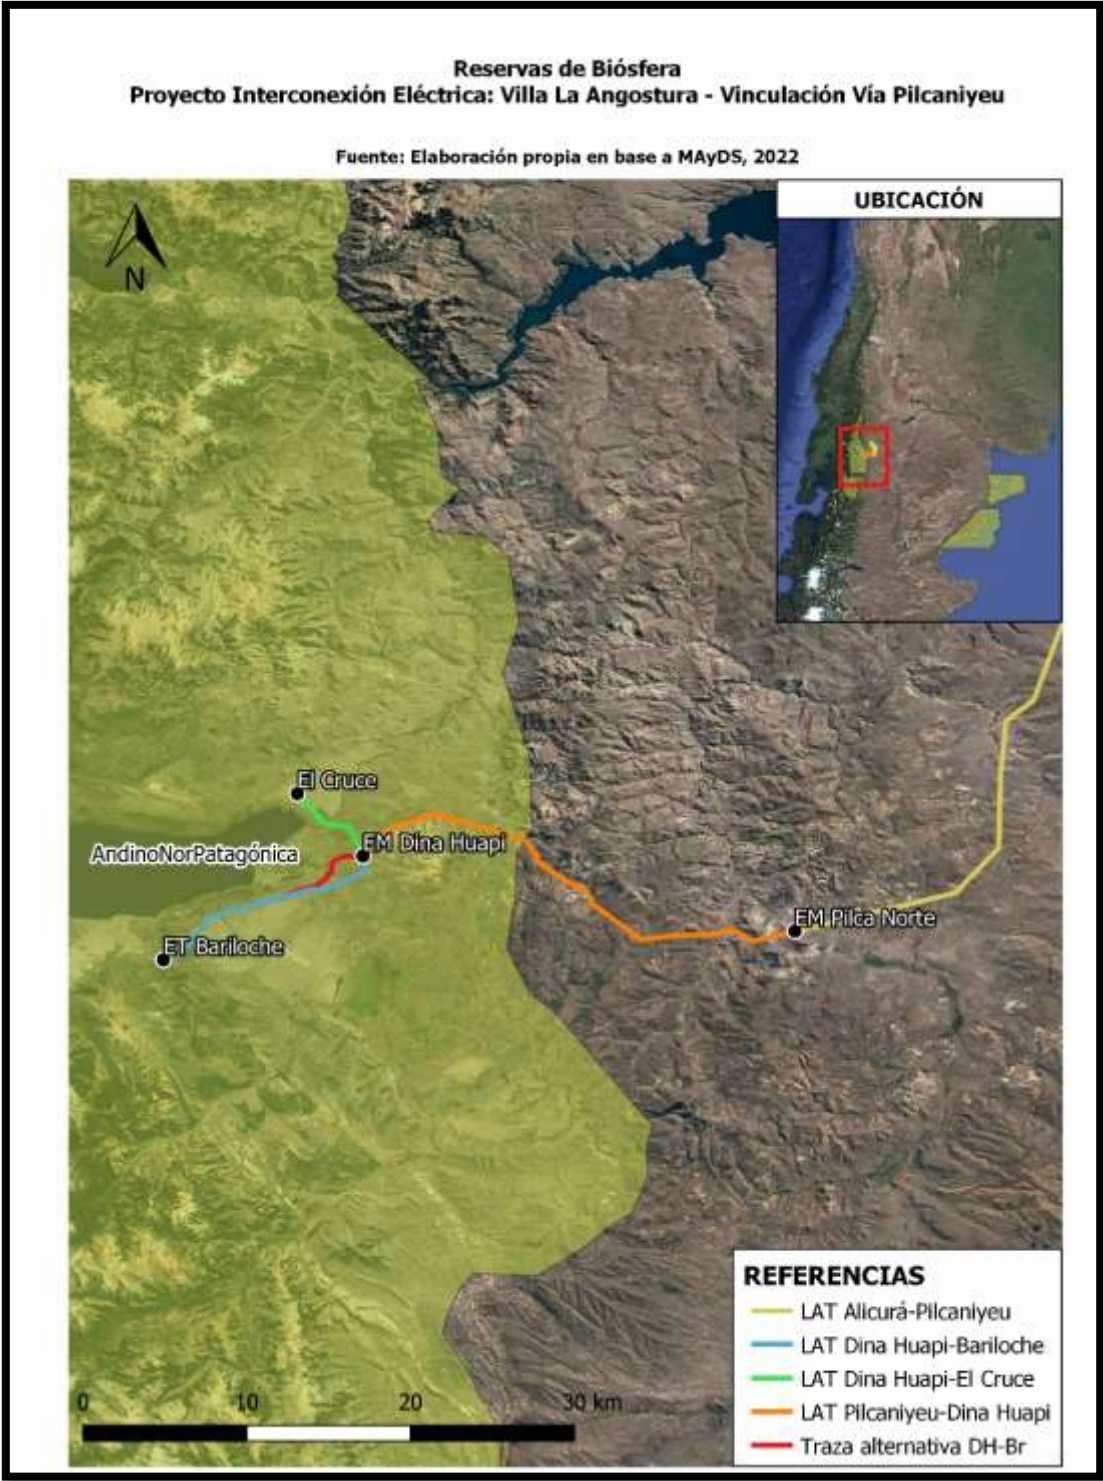 Reservas de Biósfera
Proyecto Interconexión Eléctrica: Villa La Angostura - Vinculación Vía Pilcaniyeu
Fuente: Elaboración propia en base a MAyDS, 2022
UBICACIÓN
N
El Cruce
EM Dina Huapi
AndinoNorPatagónica
EM Pilca Norte
ET Bariloche
REFERENCIAS
LAT Alicurá-Pilcaniyeu
LAT Dina Huapi-Bariloche
LAT Dina Huapi-El Cruce
LAT Pilcaniyeu-Dina Huapi
Traza alternativa DH-Br
0 10 20 30 km